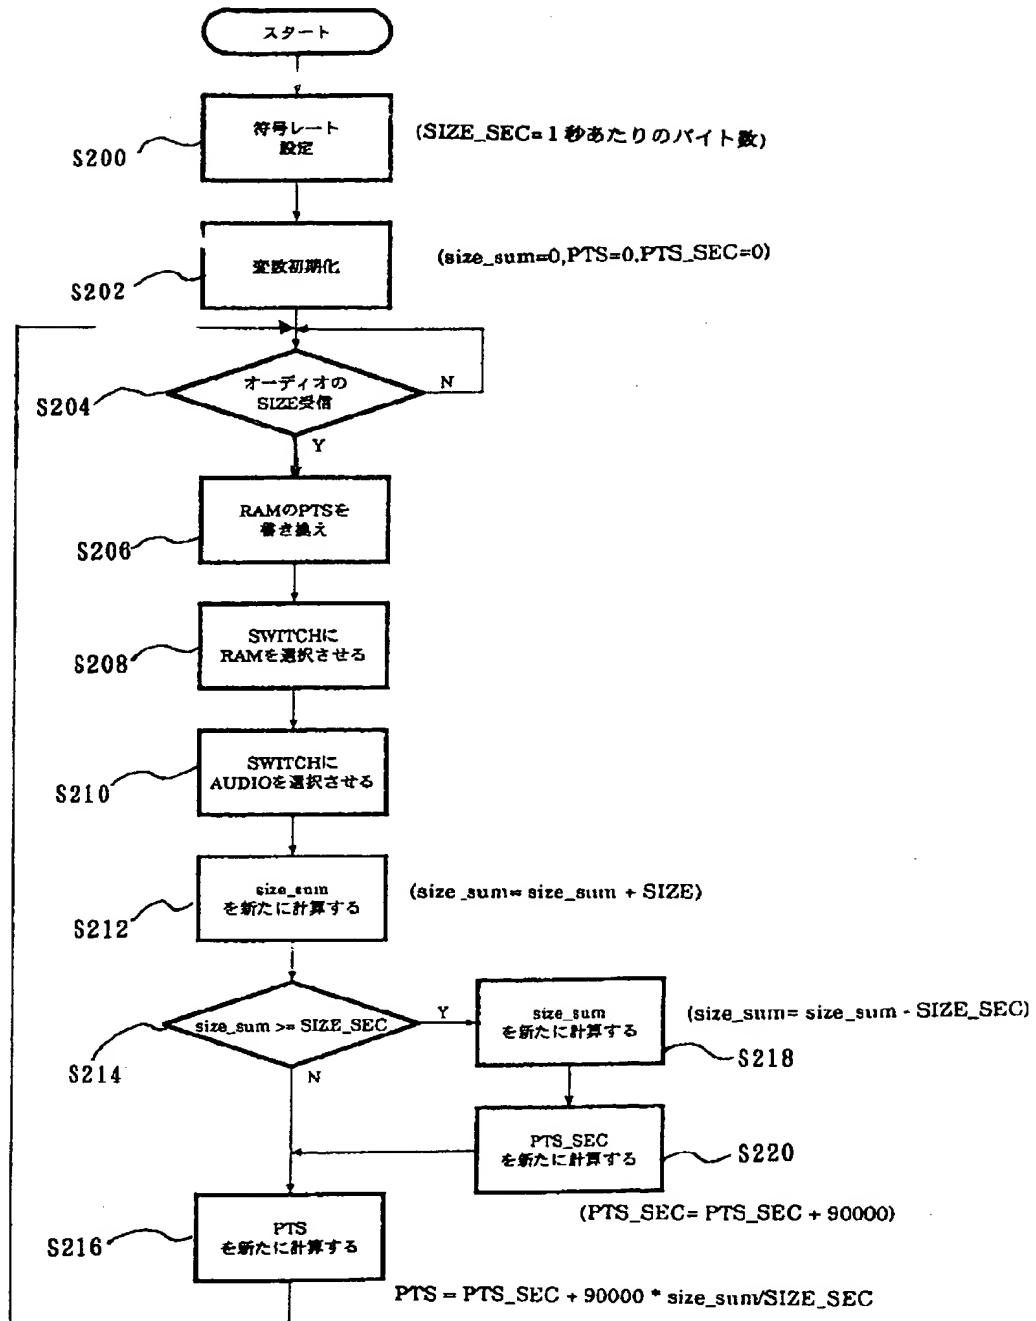 スタート
符号レート
設定
(SIZE_SEC=1秒あたりのバイト数)
S200
変数初期化
(size_sum=0,PTS=0,PTS_SEC=0)
S202
オーディオの
SIZE受信
N
S204
Y
RAMのPTSを
書き換え
S206
SWITCHに
RAMを選択させる
S208
SWITCHに
AUDIOを選択させる
S210
size_sum
を新たに計算する
(size_sum= size_sum + SIZE)
S212
size_sum >= SIZE_SEC
Y
size_sum
を新たに計算する
(size_sum= size_sum - SIZE_SEC)
S214
N
S218
PTS_SEC
を新たに計算する
S220
(PTS_SEC= PTS_SEC + 90000)
PTS
を新たに計算する
S216
PTS = PTS_SEC + 90000 * size_sum/SIZE_SEC